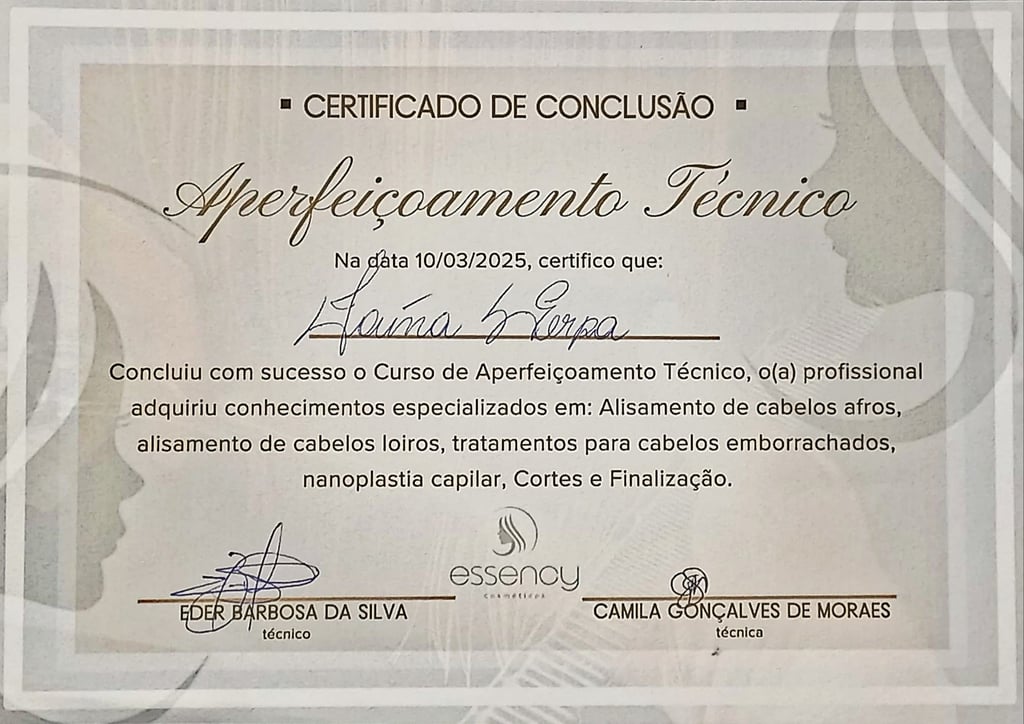 CERTIFICADO DE CONCLUSÃO
Aperfeiçoamento Técnico
Na data 10/03/2025, certifico que:
Concluiu com sucesso o Curso de Aperfeiçoamento Técnico, o(a) profissional
adquiriu conhecimentos especializados em: Alisamento de cabelos afros,
alisamento de cabelos loiros, tratamentos para cabelos emborrachados,
nanoplastia capilar, Cortes e Finalização.
essency
cosméticos
EDER BARBOSA DA SILVA
técnico
CAMILA GONÇALVES DE MORAES
técnica